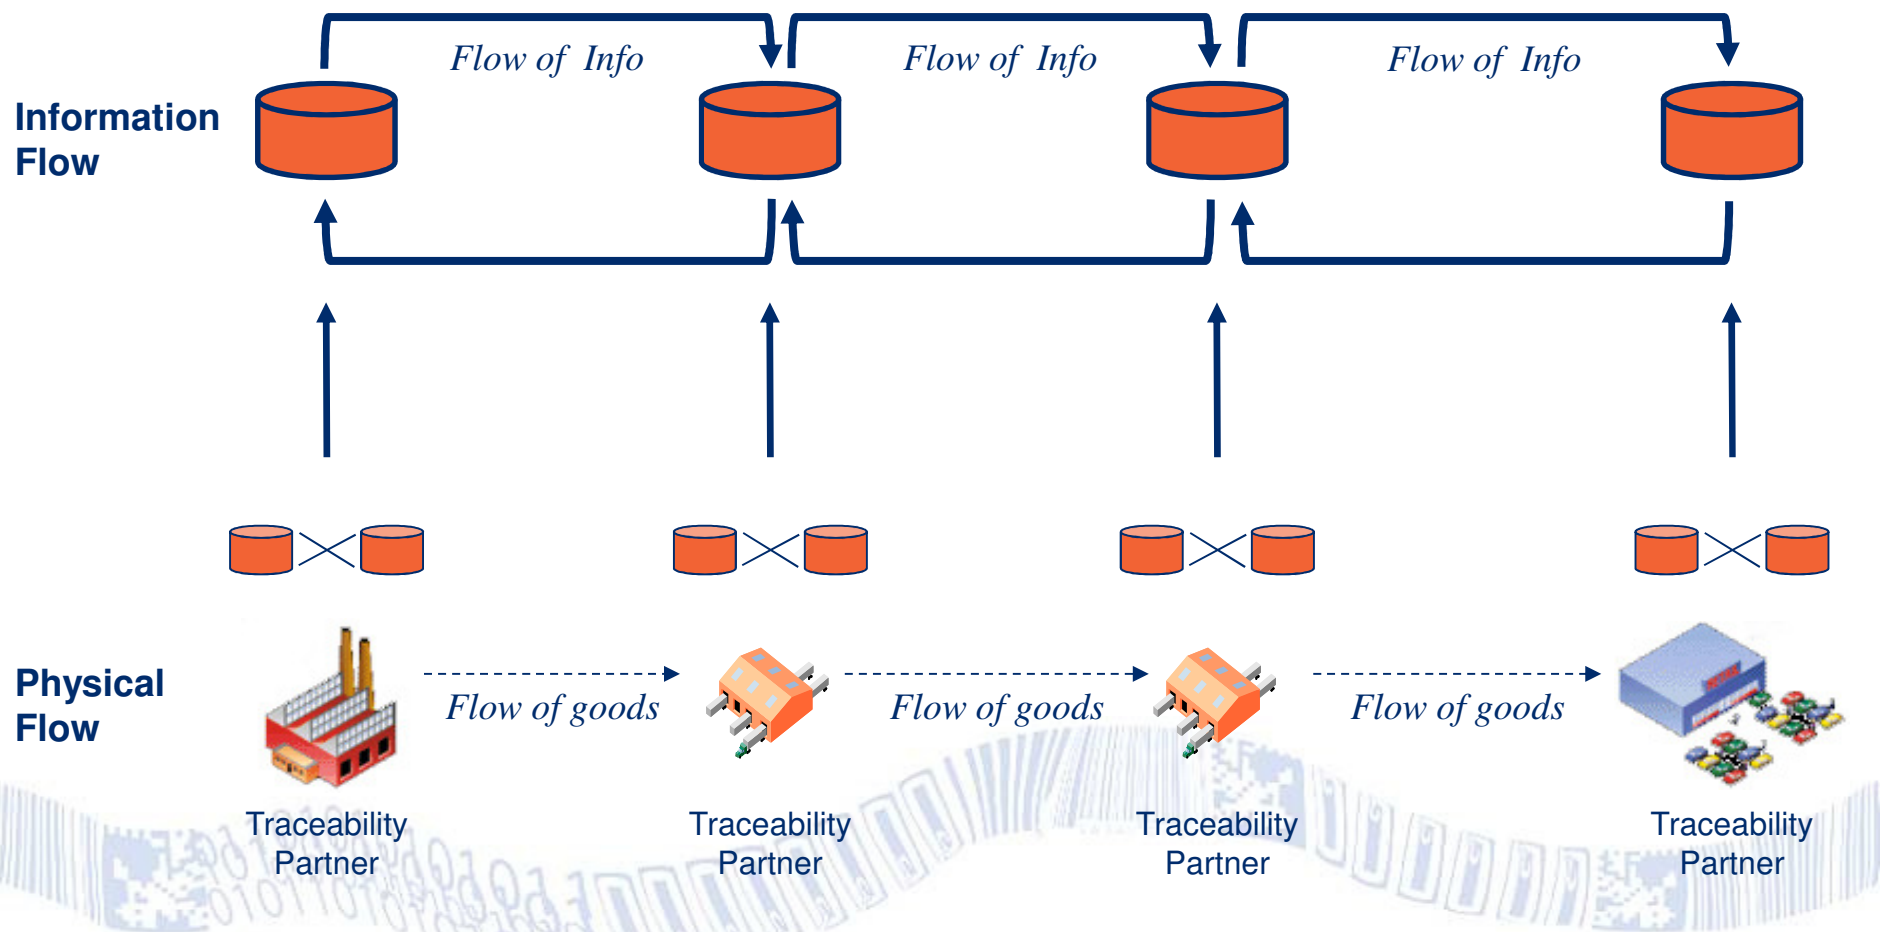 Flow of Info
Flow of Info
Flow of Info
Information
Flow
Physical
Flow
Flow of goods
Flow of goods
Flow of goods
Traceability
Partner
Traceability
Partner
Traceability
Partner
Traceability
Partner